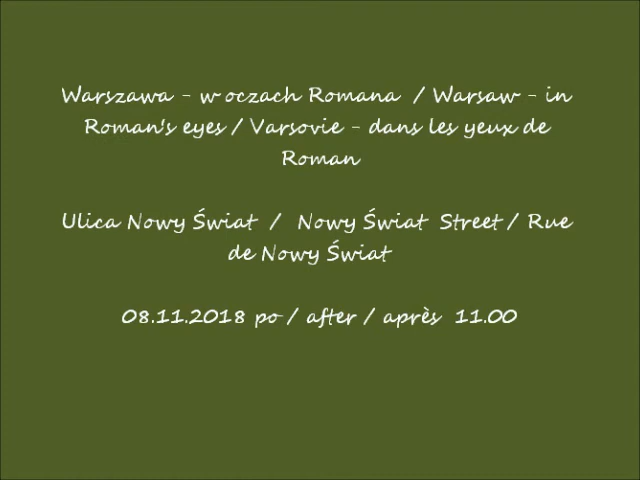 Warszawa - w oczach Romana / Warsaw - in
Roman's eyes / Varsovie - dans les yeux de
Roman
Ulica Nowy Świat / Nowy Świat Street / Rue
de Nowy Świat
08.11.2018 po / after / après 11.00